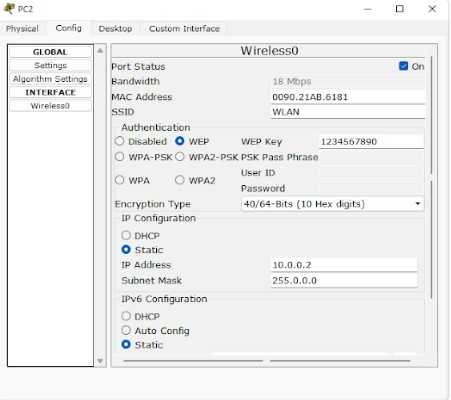 PC2
Physical Config Desktop Custom Interface
GLOBAL
Settings
Algorithm Settings
INTERFACE
Wireless0
Wireless0
Port Status On
Bandwidth 18 Mbps
MAC Address 0090.21AB.6181
SSID WLAN
Authentication
Disabled WEP WEP Key 1234567890
WPA-PSK WPA2-PSK PSK Pass Phrase
User ID
WPA WPA2
Password
Encryption Type 40/64-Bits (10 Hex digits)
IP Configuration
DHCP
Static
IP Address 10.0.0.2
Subnet Mask 255.0.0.0
IPv6 Configuration
DHCP
Auto Config
Static